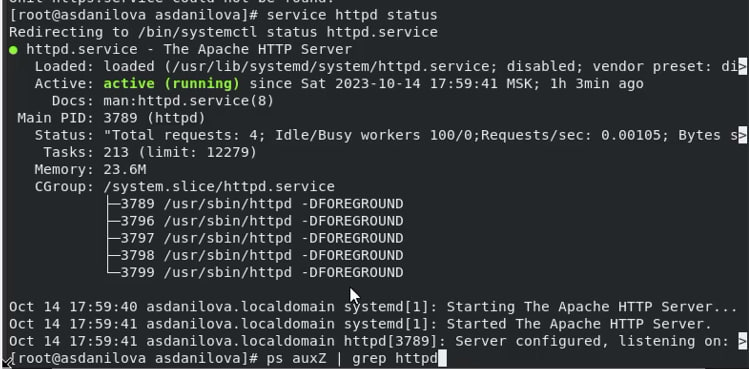 [root@asdanilova asdanilova]# service httpd status
Redirecting to /bin/systemctl status httpd.service
● httpd.service - The Apache HTTP Server
Loaded: loaded (/usr/lib/systemd/system/httpd.service; disabled; vendor preset: di>
Active: active (running) since Sat 2023-10-14 17:59:41 MSK; 1h 3min ago
Docs: man:httpd.service(8)
Main PID: 3789 (httpd)
Status: "Total requests: 4; Idle/Busy workers 100/0;Requests/sec: 0.00105; Bytes s>
Tasks: 213 (limit: 12279)
Memory: 23.6M
CGroup: /system.slice/httpd.service
├─3789 /usr/sbin/httpd -DFOREGROUND
├─3796 /usr/sbin/httpd -DFOREGROUND
├─3797 /usr/sbin/httpd -DFOREGROUND
├─3798 /usr/sbin/httpd -DFOREGROUND
└─3799 /usr/sbin/httpd -DFOREGROUND
Oct 14 17:59:40 asdanilova.localdomain systemd[1]: Starting The Apache HTTP Server...
Oct 14 17:59:41 asdanilova.localdomain systemd[1]: Started The Apache HTTP Server.
Oct 14 17:59:41 asdanilova.localdomain httpd[3789]: Server configured, listening on: >
[root@asdanilova asdanilova]# ps auxZ | grep httpd